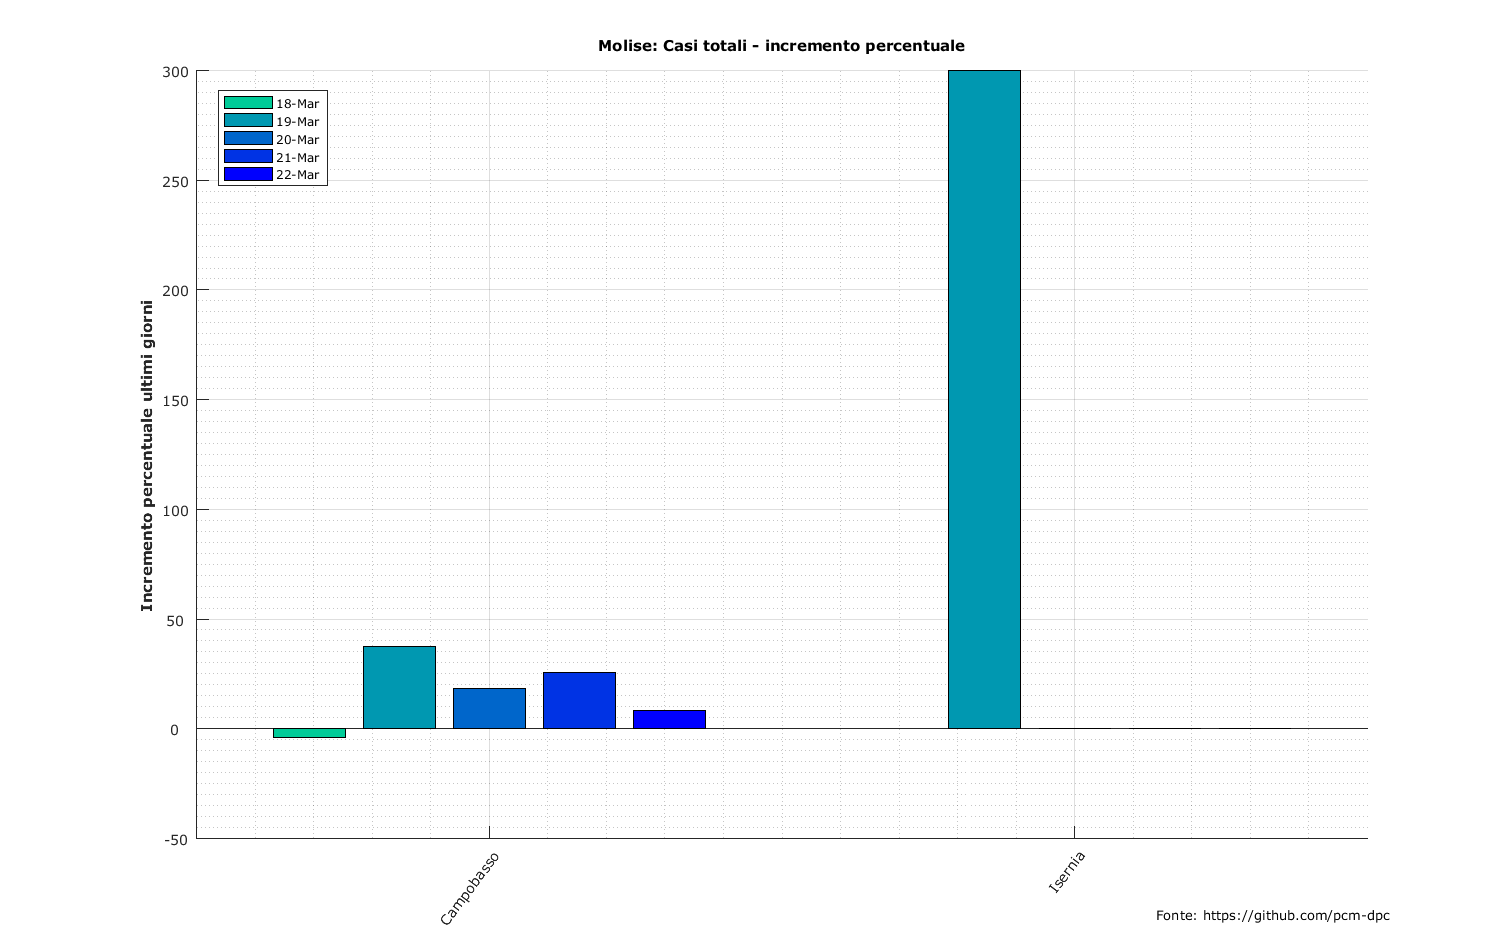 Molise: Casi totali - incremento percentuale
300
250
200
150
100
50
0
-50
Incremento percentuale ultimi giorni
18-Mar
19-Mar
20-Mar
21-Mar
22-Mar
Campobasso
Isernia
Fonte: https://github.com/pcm-dpc